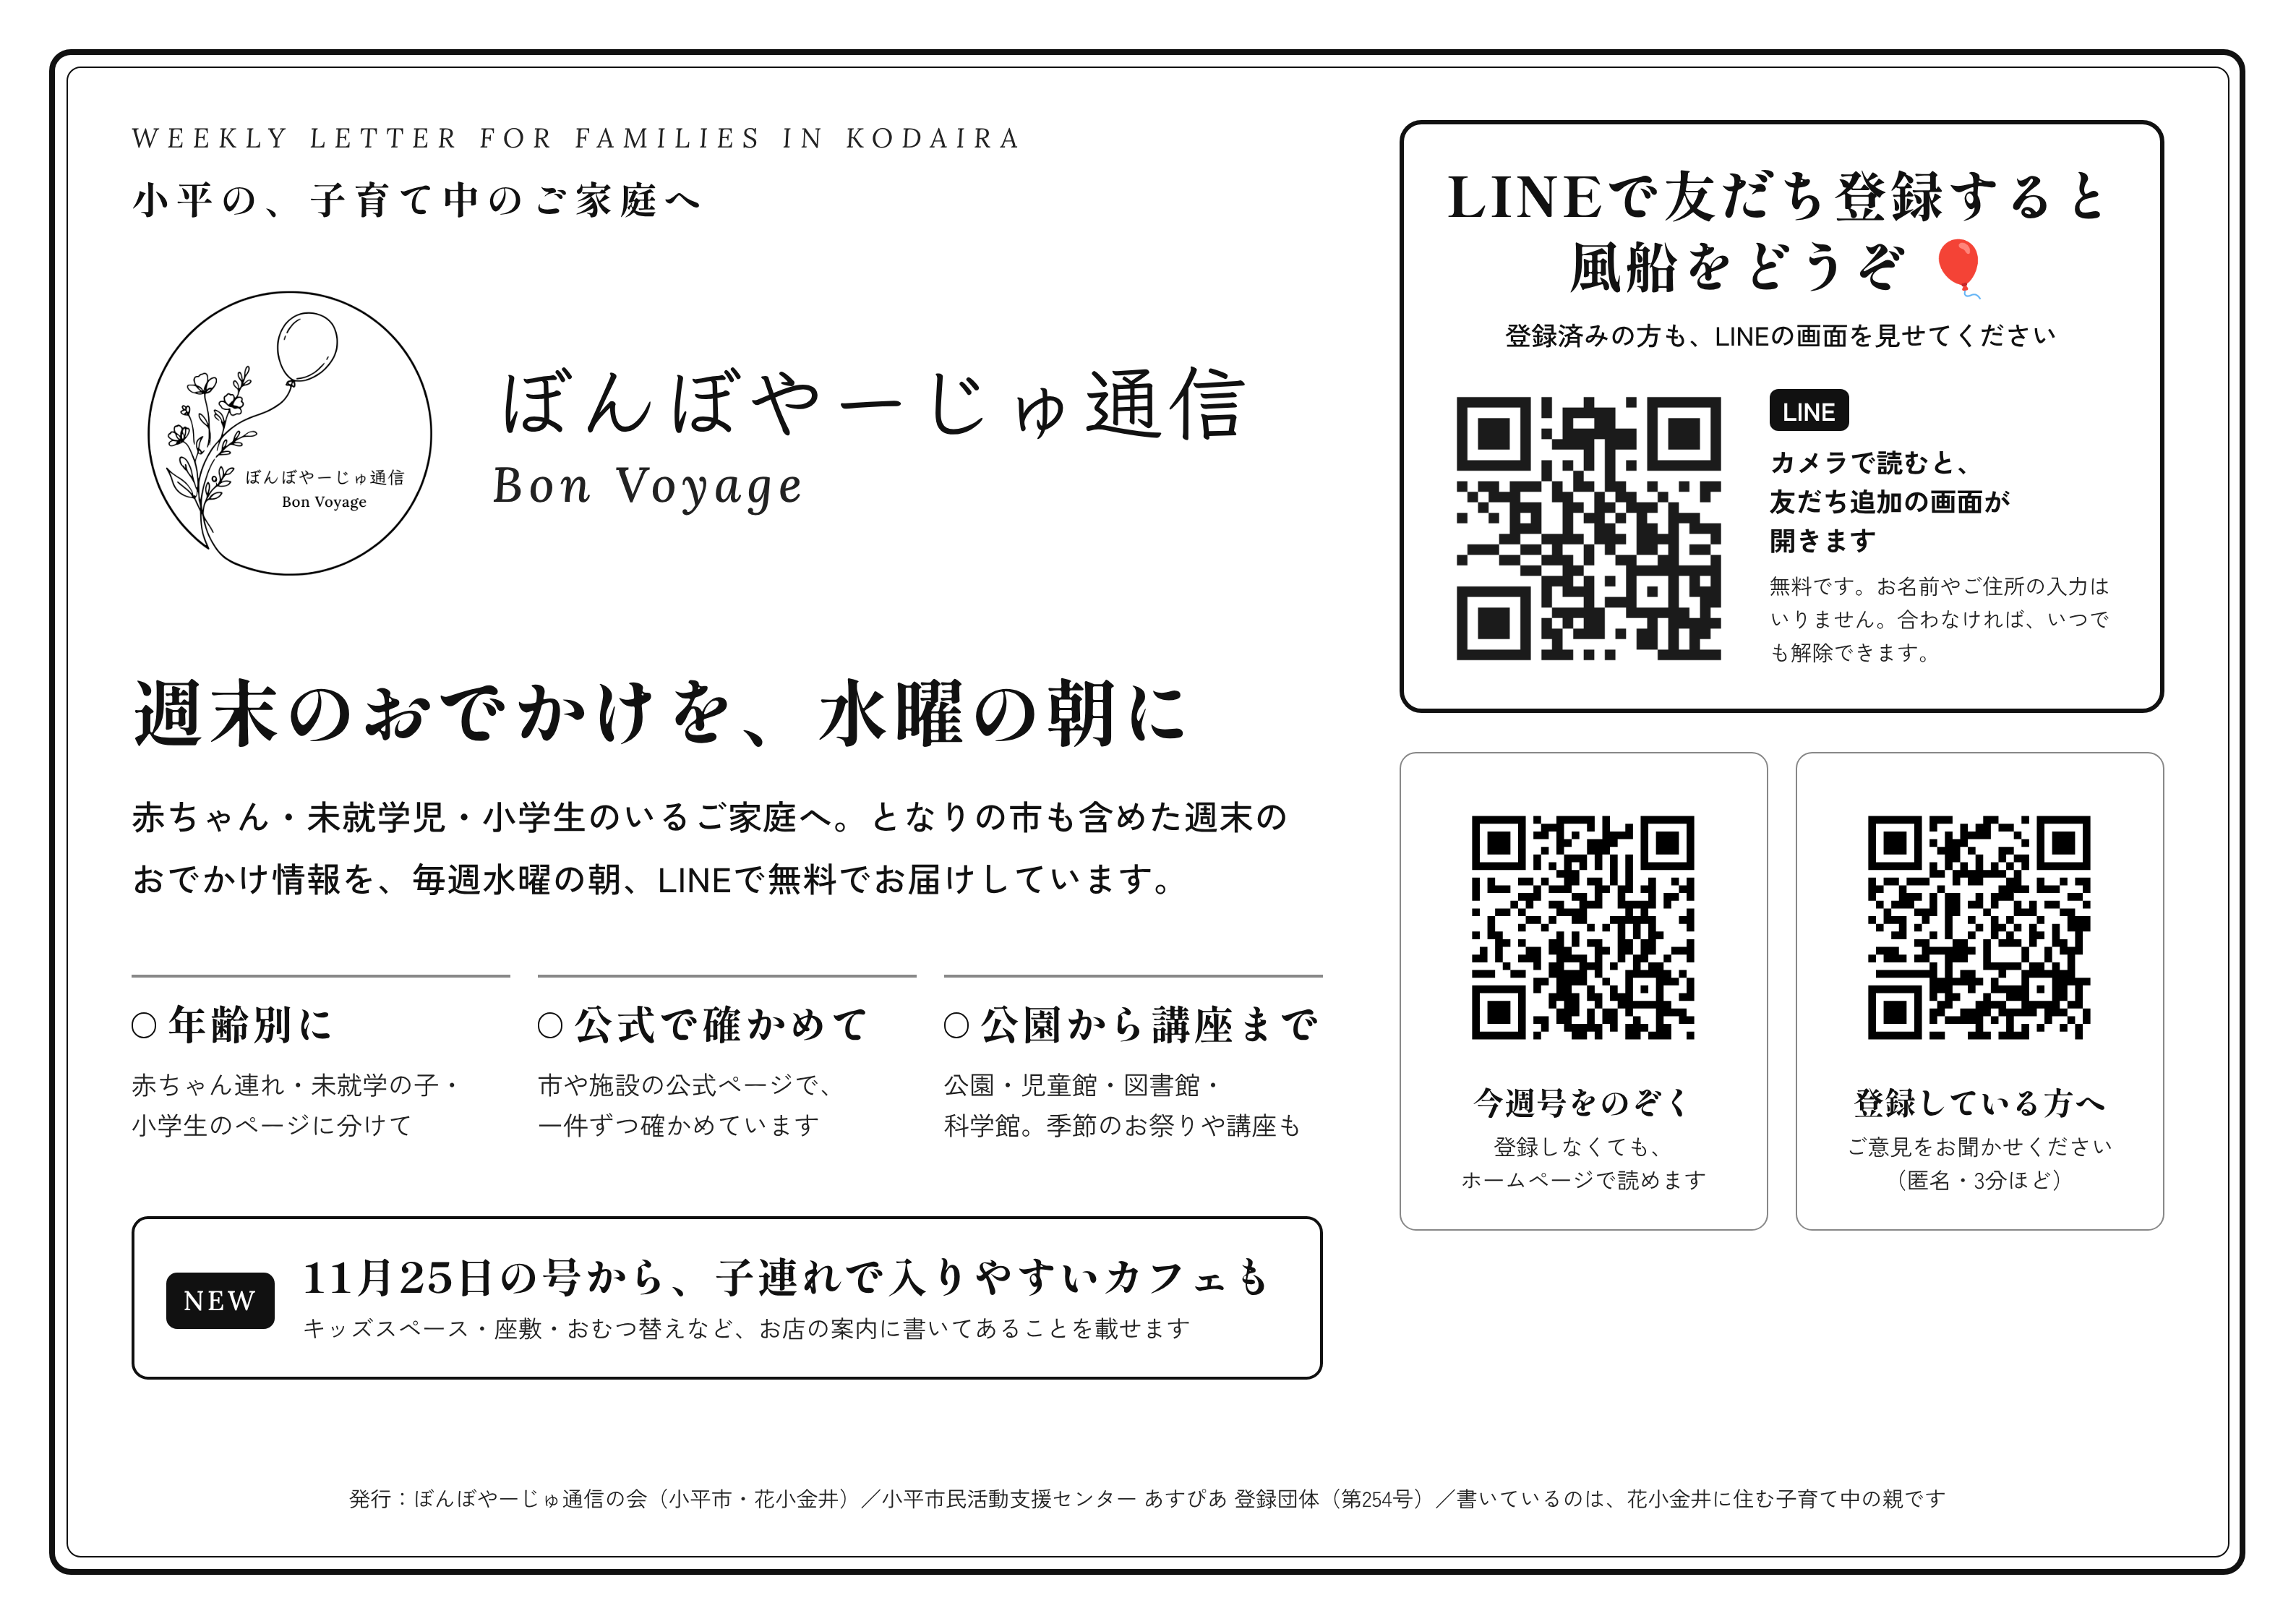 WEEKLY LETTER FOR FAMILIES IN KODAIRA
小平の、子育て中のご家庭へ
ぼんぼやーじゅ通信
Bon Voyage
ぼんぼやーじゅ通信
Bon Voyage
週末のおでかけを、水曜の朝に
赤ちゃん・未就学児・小学生のいるご家庭へ。となりの市も含めた週末の
おでかけ情報を、毎週水曜の朝、LINEで無料でお届けしています。
○ 年齢別に
赤ちゃん連れ・未就学の子・
小学生のページに分けて
○ 公式で確かめて
市や施設の公式ページで、
一件ずつ確かめています
○ 公園から講座まで
公園・児童館・図書館・
科学館。季節のお祭りや講座も
NEW
11月25日の号から、子連れで入りやすいカフェも
キッズスペース・座敷・おむつ替えなど、お店の案内に書いてあることを載せます
LINEで友だち登録すると
風船をどうぞ 🎈
登録済みの方も、LINEの画面を見せてください
LINE
カメラで読むと、
友だち追加の画面が
開きます
無料です。お名前やご住所の入力は
いりません。合わなければ、いつで
も解除できます。
今週号をのぞく
登録しなくても、
ホームページで読めます
登録している方へ
ご意見をお聞かせください
（匿名・3分ほど）
発行：ぼんぼやーじゅ通信の会（小平市・花小金井）／小平市民活動支援センター あすぴあ 登録団体（第254号）／書いているのは、花小金井に住む子育て中の親です